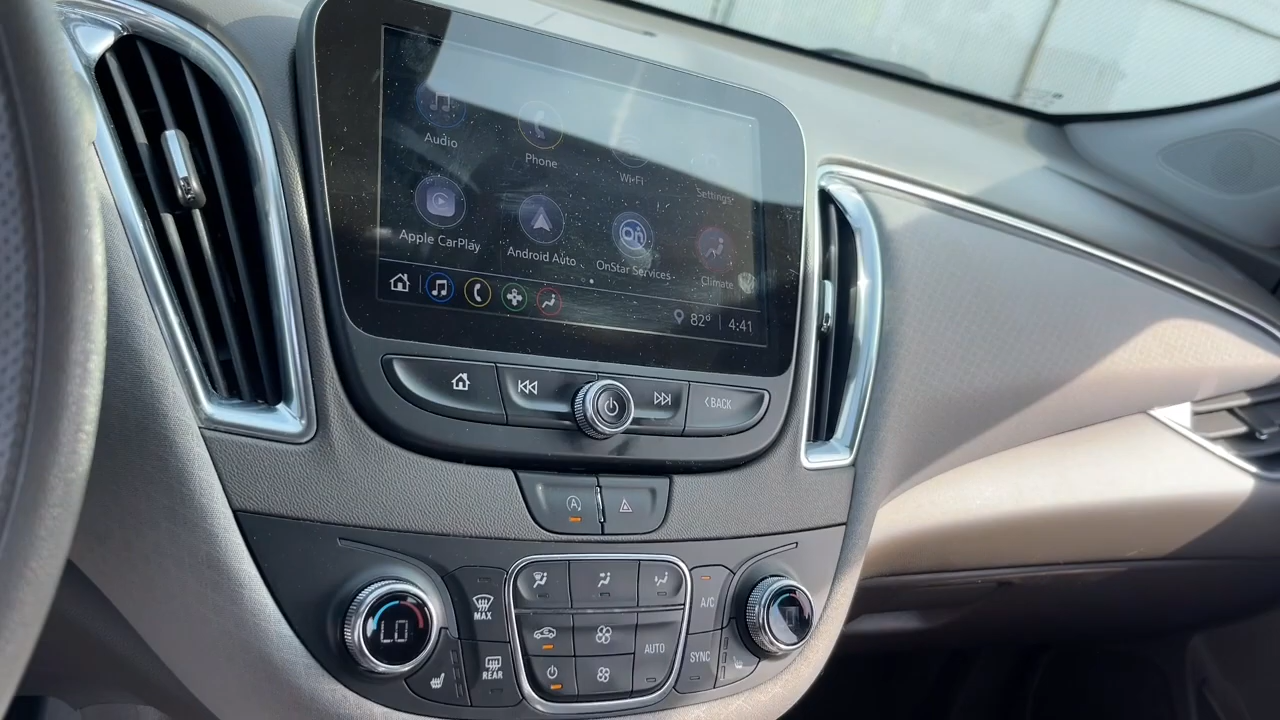 Audio
Phone
Wi-Fi
Settings
Apple CarPlay
Android Auto
OnStar Services
Climate
82°
4:41
BACK
A
MAX
A/C
LO
AUTO
REAR
SYNC